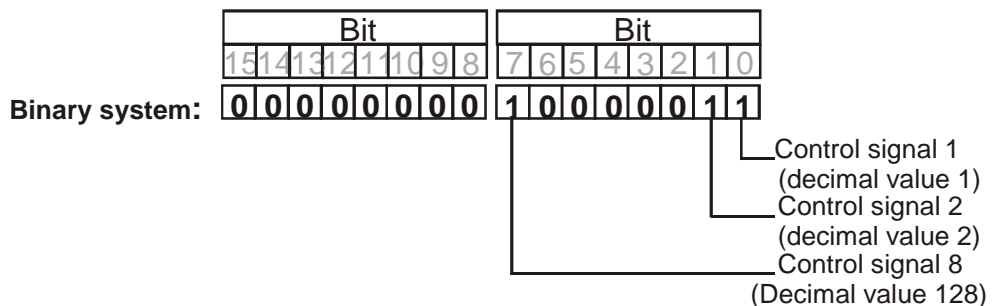 Bit Bit
15 14 13 12 11 10 9 8 7 6 5 4 3 2 1 0
Binary system: 0 0 0 0 0 0 0 0 1 0 0 0 0 0 1 1
Control signal 1
(decimal value 1)
Control signal 2
(decimal value 2)
Control signal 8
(Decimal value 128)